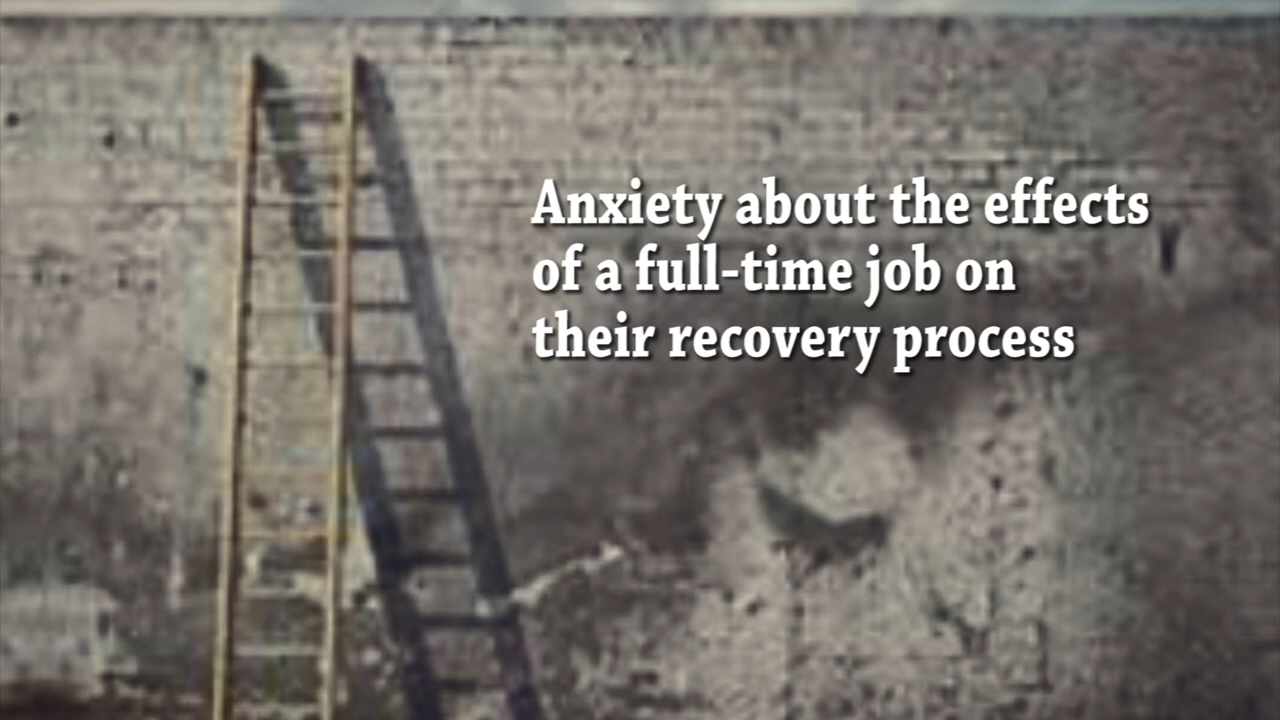 Anxiety about the effects
of a full-time job on
their recovery process